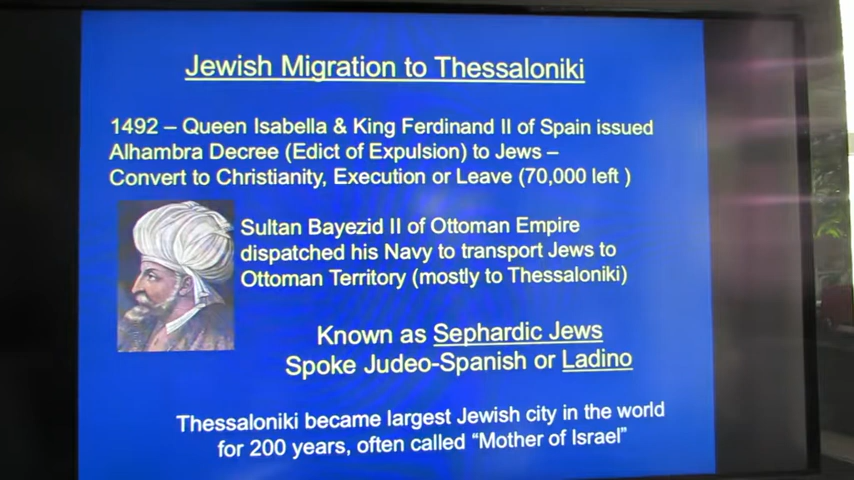 Jewish Migration to Thessaloniki
1492 – Queen Isabella & King Ferdinand II of Spain issued
Alhambra Decree (Edict of Expulsion) to Jews –
Convert to Christianity, Execution or Leave (70,000 left )
Sultan Bayezid II of Ottoman Empire
dispatched his Navy to transport Jews to
Ottoman Territory (mostly to Thessaloniki)
Known as Sephardic Jews
Spoke Judeo-Spanish or Ladino
Thessaloniki became largest Jewish city in the world
for 200 years, often called “Mother of Israel”